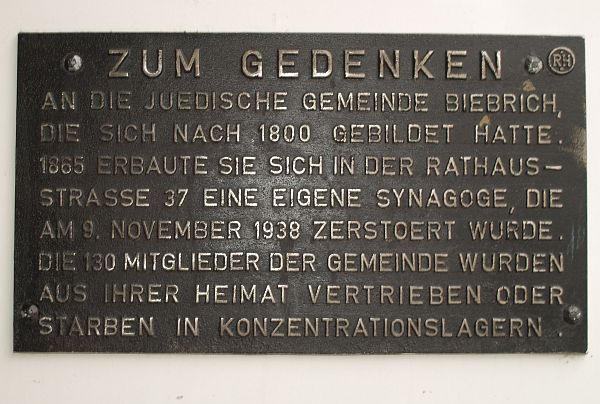 ZUM GEDENKEN RH
AN DIE JUEDISCHE GEMEINDE BIEBRICH,
DIE SICH NACH 1800 GEBILDET HATTE.
1865 ERBAUTE SIE SICH IN DER RATHAUS-
STRASSE 37 EINE EIGENE SYNAGOGE, DIE
AM 9. NOVEMBER 1938 ZERSTOERT WURDE.
DIE 130 MITGLIEDER DER GEMEINDE WURDEN
AUS IHRER HEIMAT VERTRIEBEN ODER
STARBEN IN KONZENTRATIONSLAGERN.